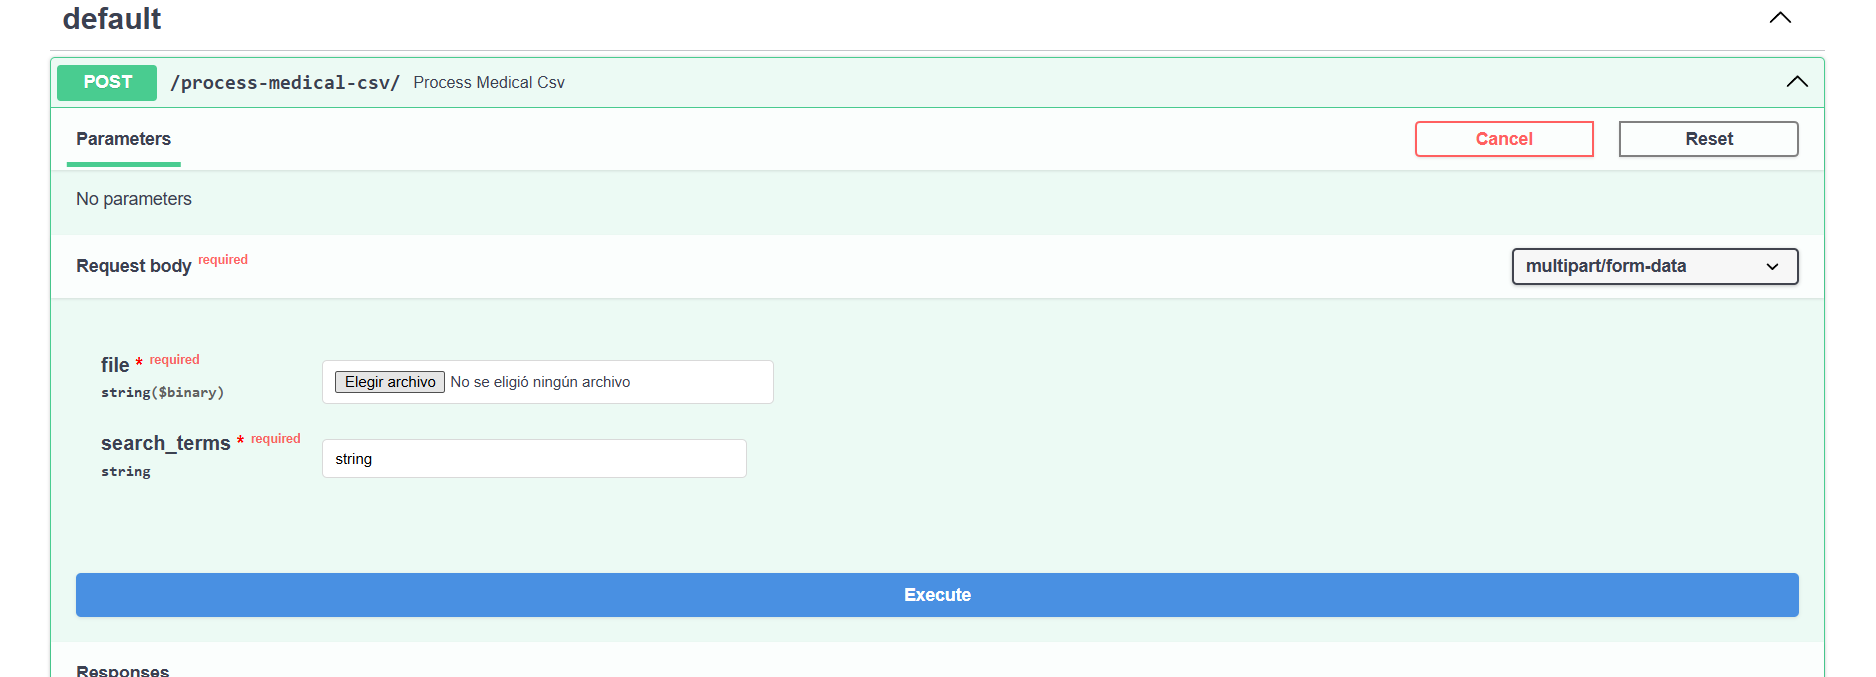 default
POST /process-medical-csv/ Process Medical Csv
Parameters
Cancel
Reset
No parameters
Request body required
multipart/form-data
file * required
string($binary)
Elegir archivo No se eligió ningún archivo
search_terms * required
string
string
Execute
Responses